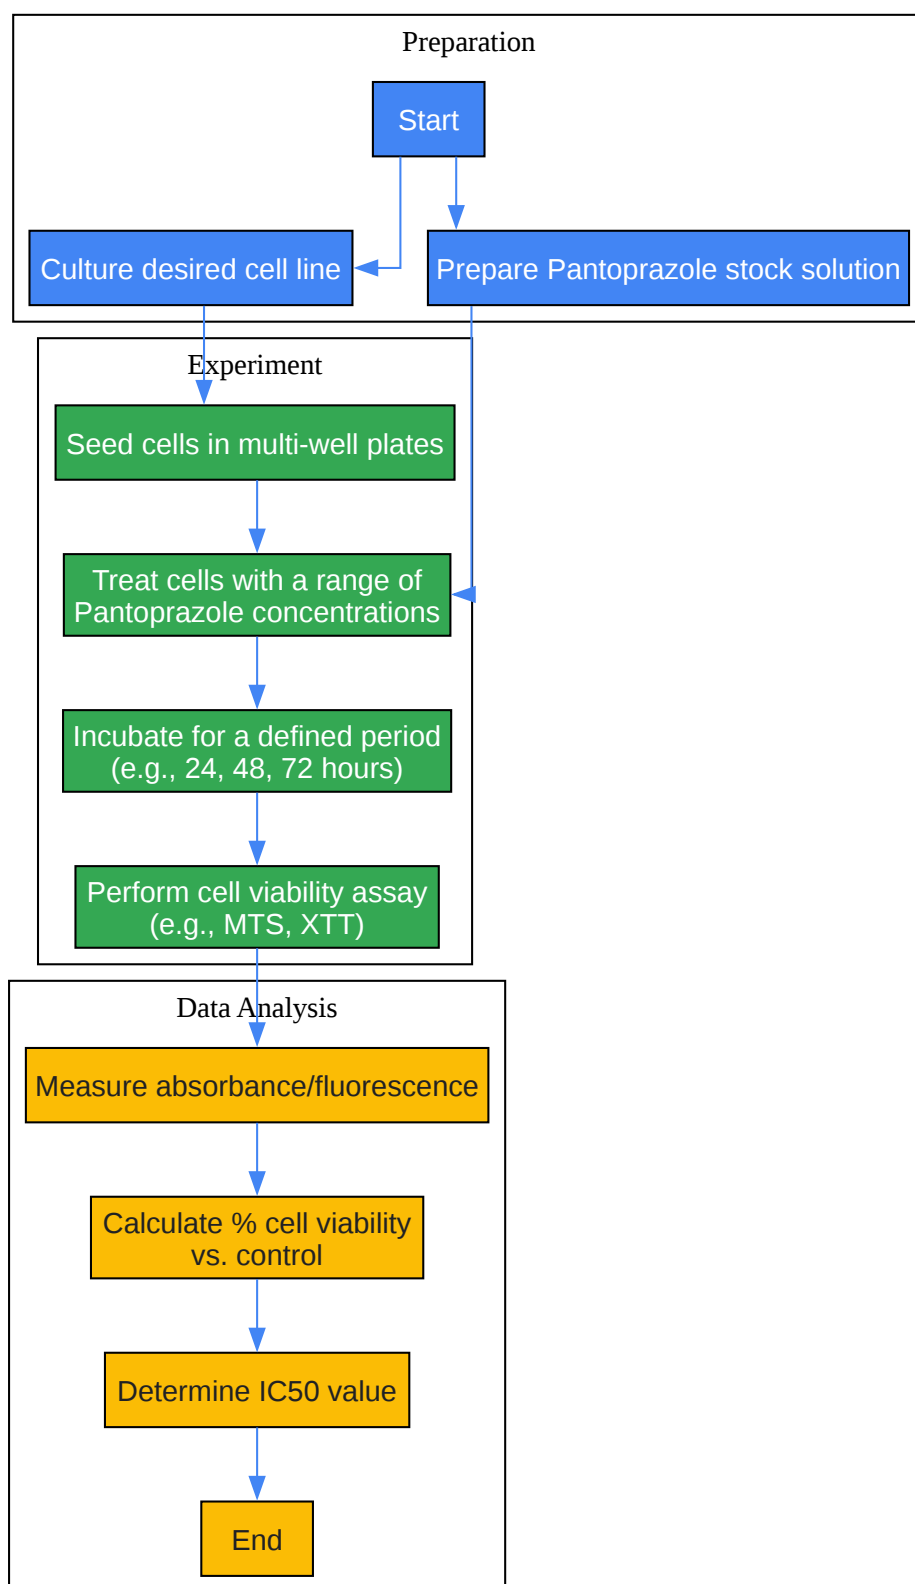 Preparation
Start
Culture desired cell line
Prepare Pantoprazole stock solution
Experiment
Seed cells in multi-well plates
Treat cells with a range of
Pantoprazole concentrations
Incubate for a defined period
(e.g., 24, 48, 72 hours)
Perform cell viability assay
(e.g., MTS, XTT)
Data Analysis
Measure absorbance/fluorescence
Calculate % cell viability
vs. control
Determine IC50 value
End